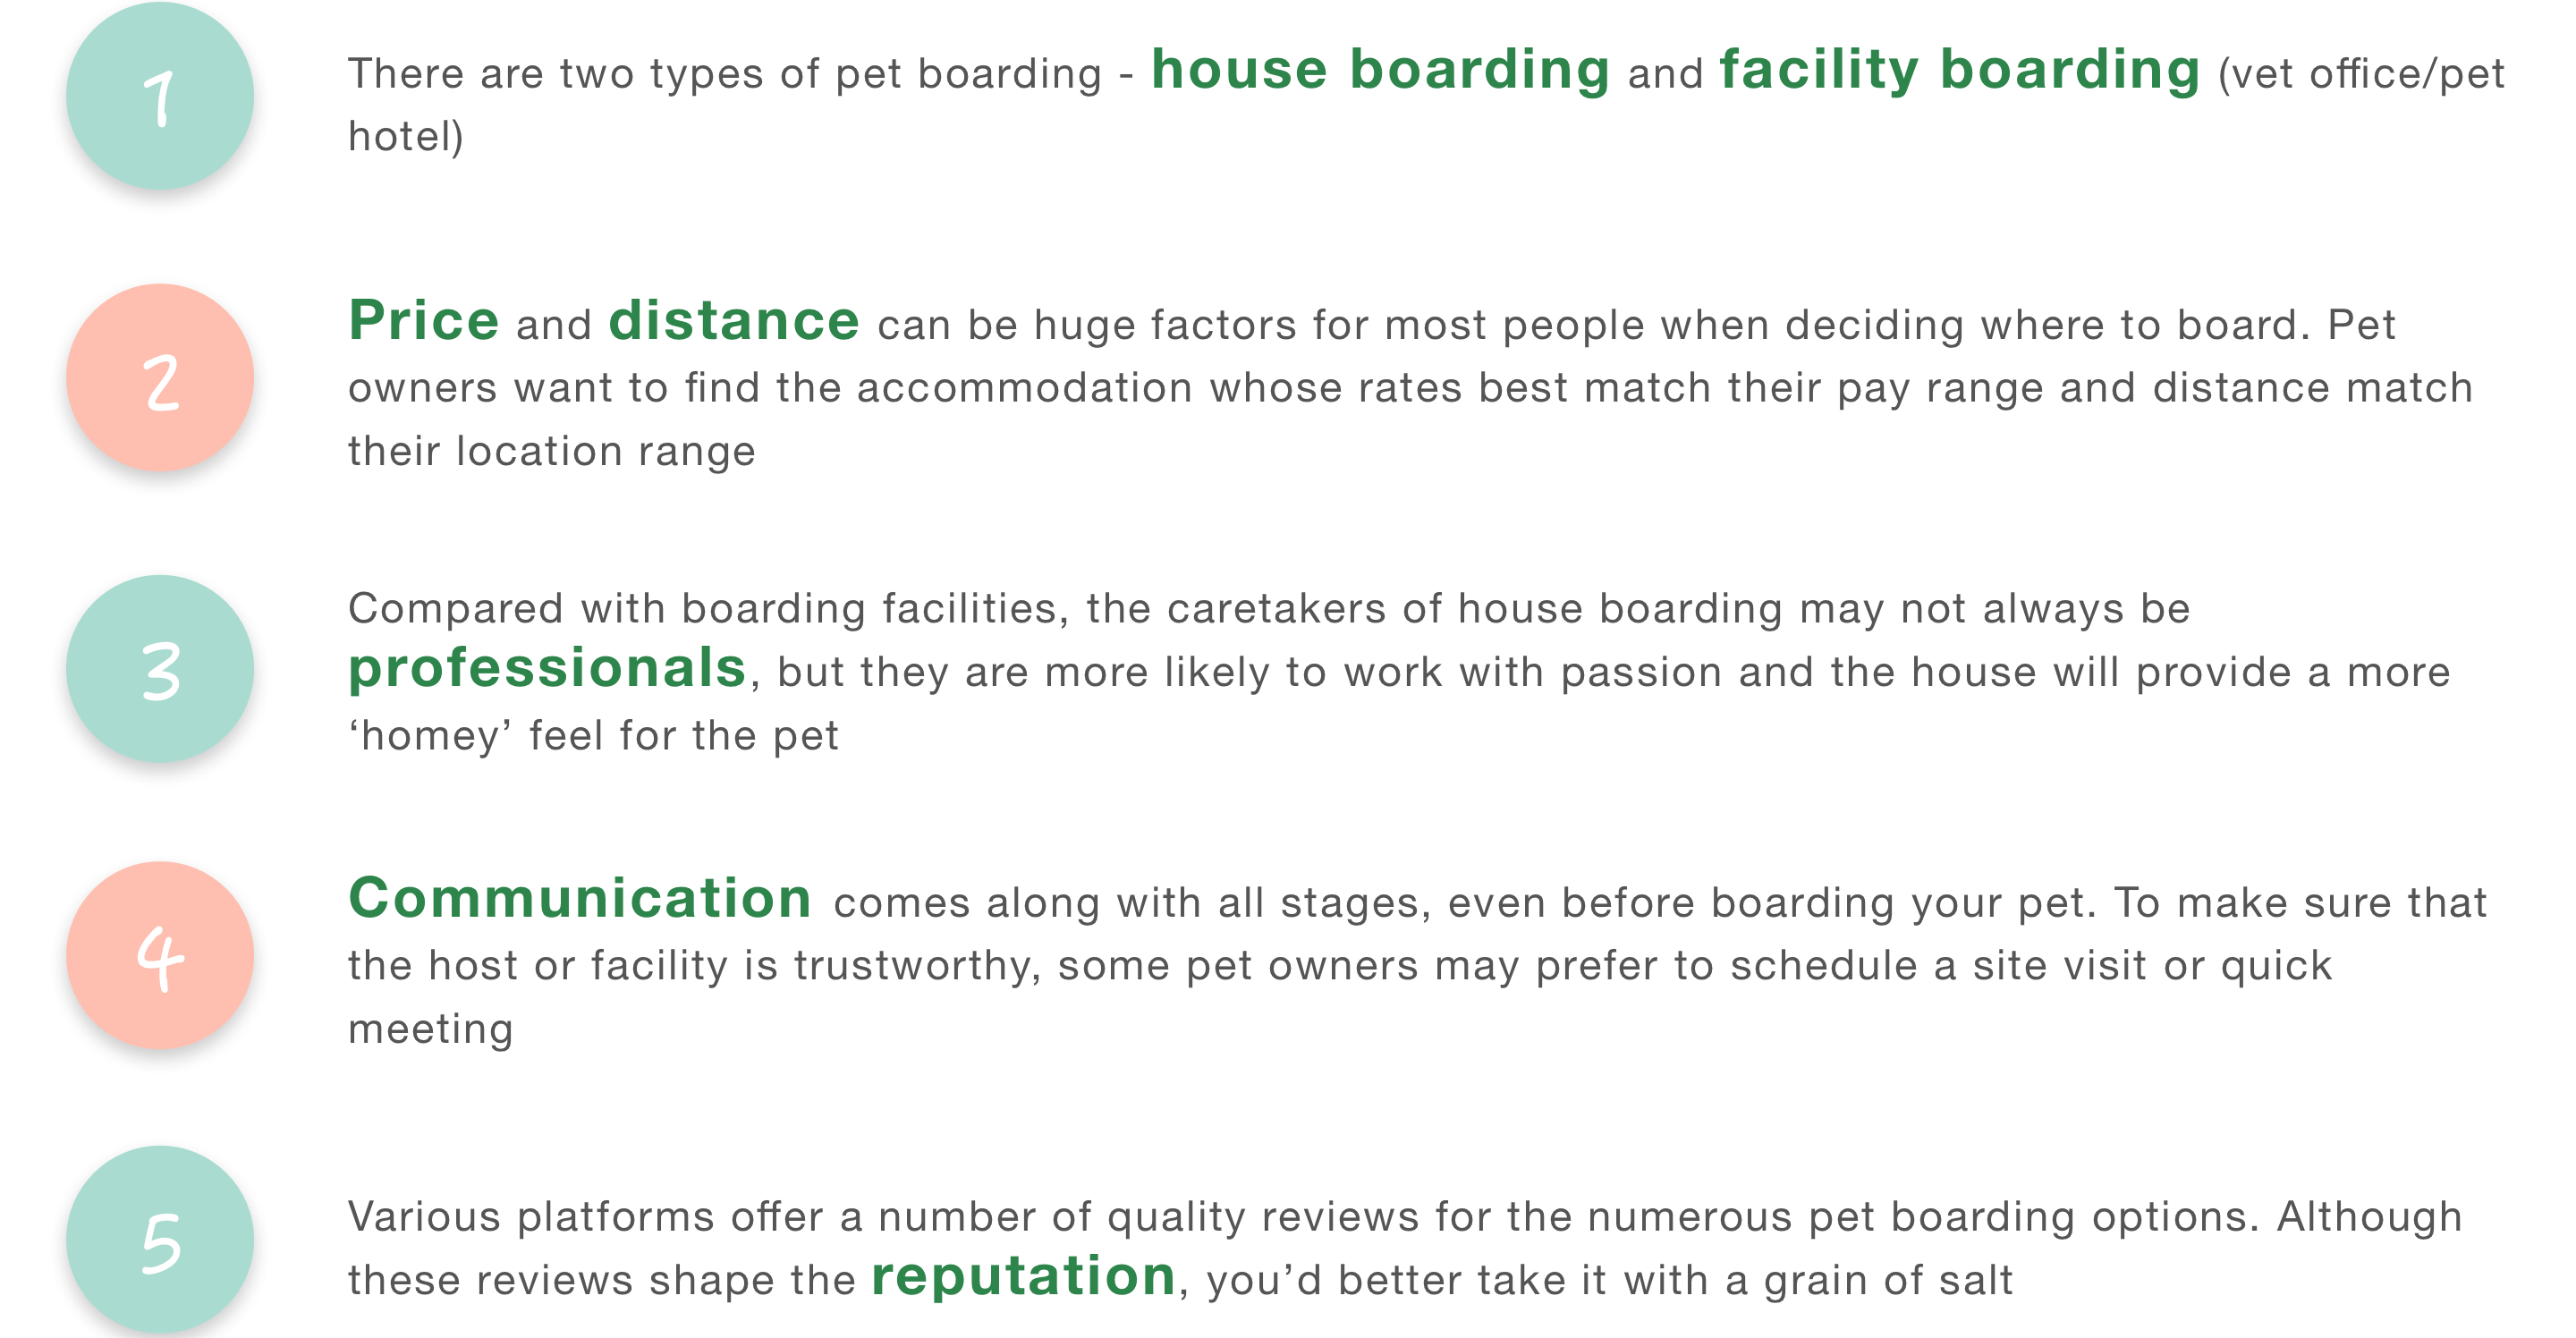 1
There are two types of pet boarding - house boarding and facility boarding (vet office/pet
hotel)
2
Price and distance can be huge factors for most people when deciding where to board. Pet
owners want to find the accommodation whose rates best match their pay range and distance match
their location range
3
Compared with boarding facilities, the caretakers of house boarding may not always be
professionals, but they are more likely to work with passion and the house will provide a more
‘homey’ feel for the pet
4
Communication comes along with all stages, even before boarding your pet. To make sure that
the host or facility is trustworthy, some pet owners may prefer to schedule a site visit or quick
meeting
5
Various platforms offer a number of quality reviews for the numerous pet boarding options. Although
these reviews shape the reputation, you’d better take it with a grain of salt